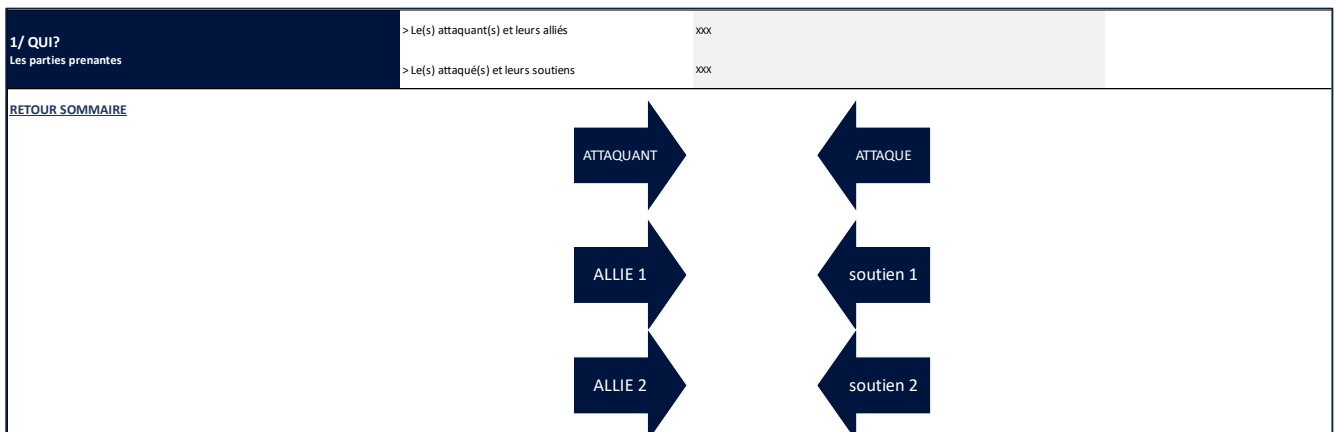 1/ QUI?
Les parties prenantes
> Le(s) attaquant(s) et leurs alliés
xxx
> Le(s) attaqué(s) et leurs soutiens
xxx
RETOUR SOMMAIRE
ATTAQUANT
ATTAQUE
ALLIE 1
soutien 1
ALLIE 2
soutien 2